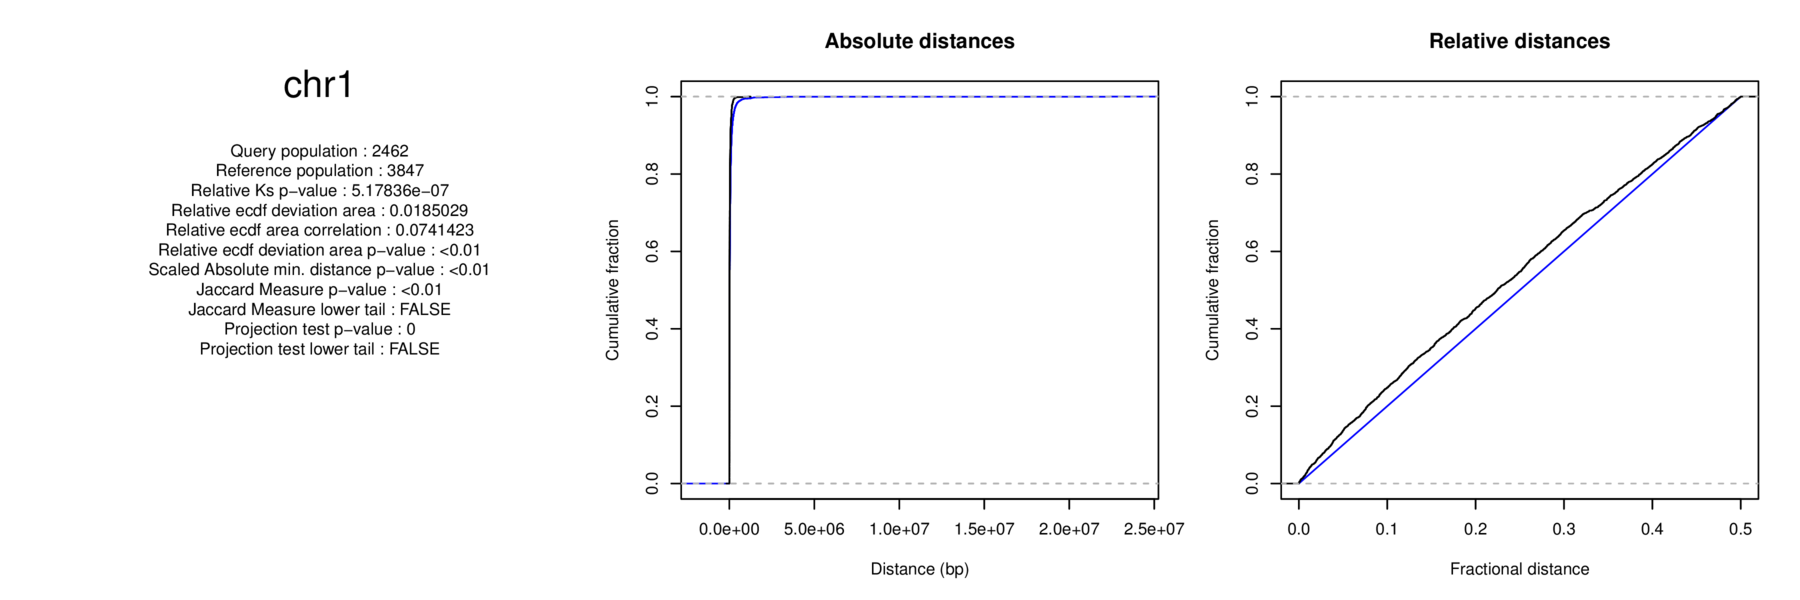 chr1
Query population : 2462
Reference population : 3847
Relative Ks p−value : 5.17836e−07
Relative ecdf deviation area : 0.0185029
Relative ecdf area correlation : 0.0741423
Relative ecdf deviation area p−value : <0.01
Scaled Absolute min. distance p−value : <0.01
Jaccard Measure p−value : <0.01
Jaccard Measure lower tail : FALSE
Projection test p−value : 0
Projection test lower tail : FALSE
Absolute distances
Cumulative fraction
1.0
0.8
0.6
0.4
0.2
0.0
0.0e+00 5.0e+06 1.0e+07 1.5e+07 2.0e+07 2.5e+07
Distance (bp)
Relative distances
Cumulative fraction
1.0
0.8
0.6
0.4
0.2
0.0
0.0 0.1 0.2 0.3 0.4 0.5
Fractional distance